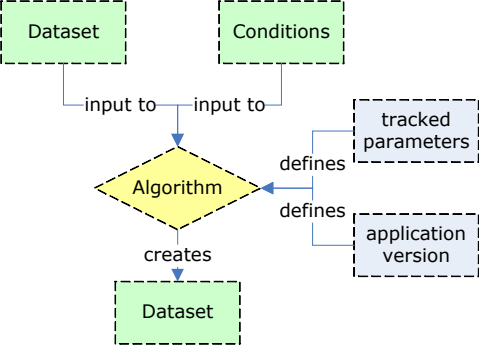 Dataset
Conditions
input to
input to
tracked
parameters
defines
Algorithm
defines
application
version
creates
Dataset